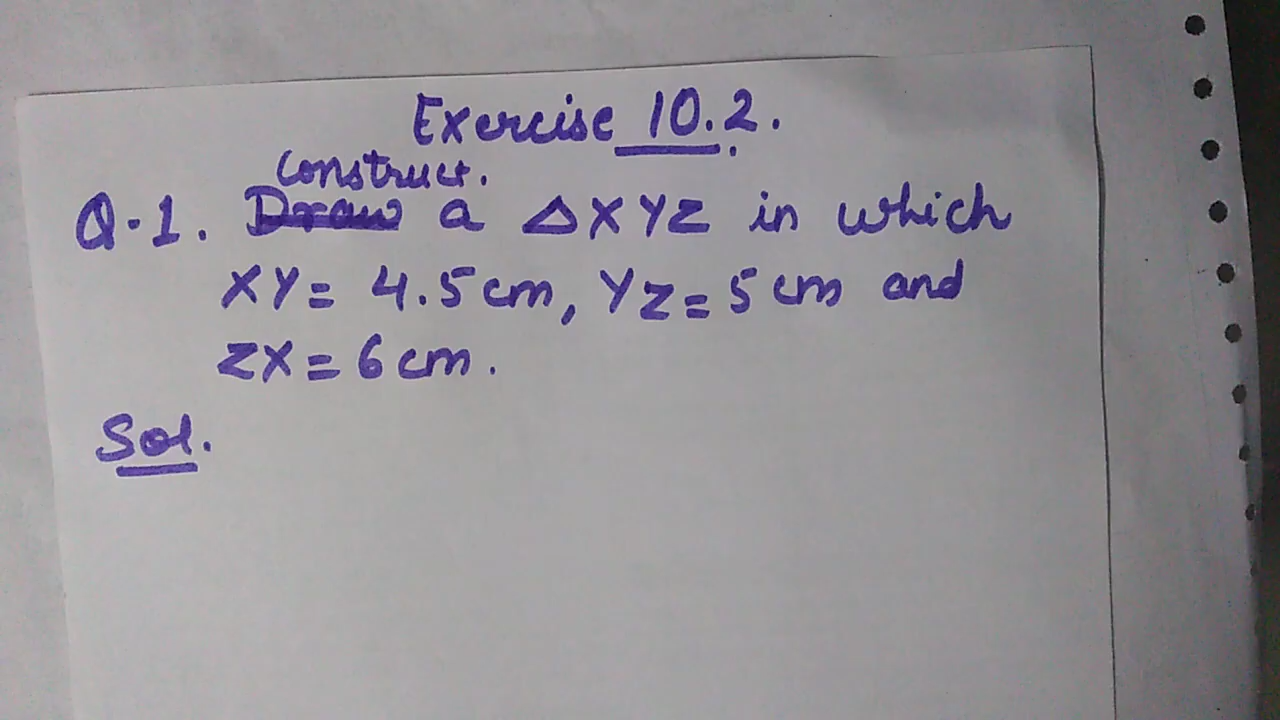 Exercise 10.2.
Construct.
Q.1. Draw a △XYZ in which
XY = 4.5 cm, YZ = 5 cm and
ZX = 6 cm.
Sol.